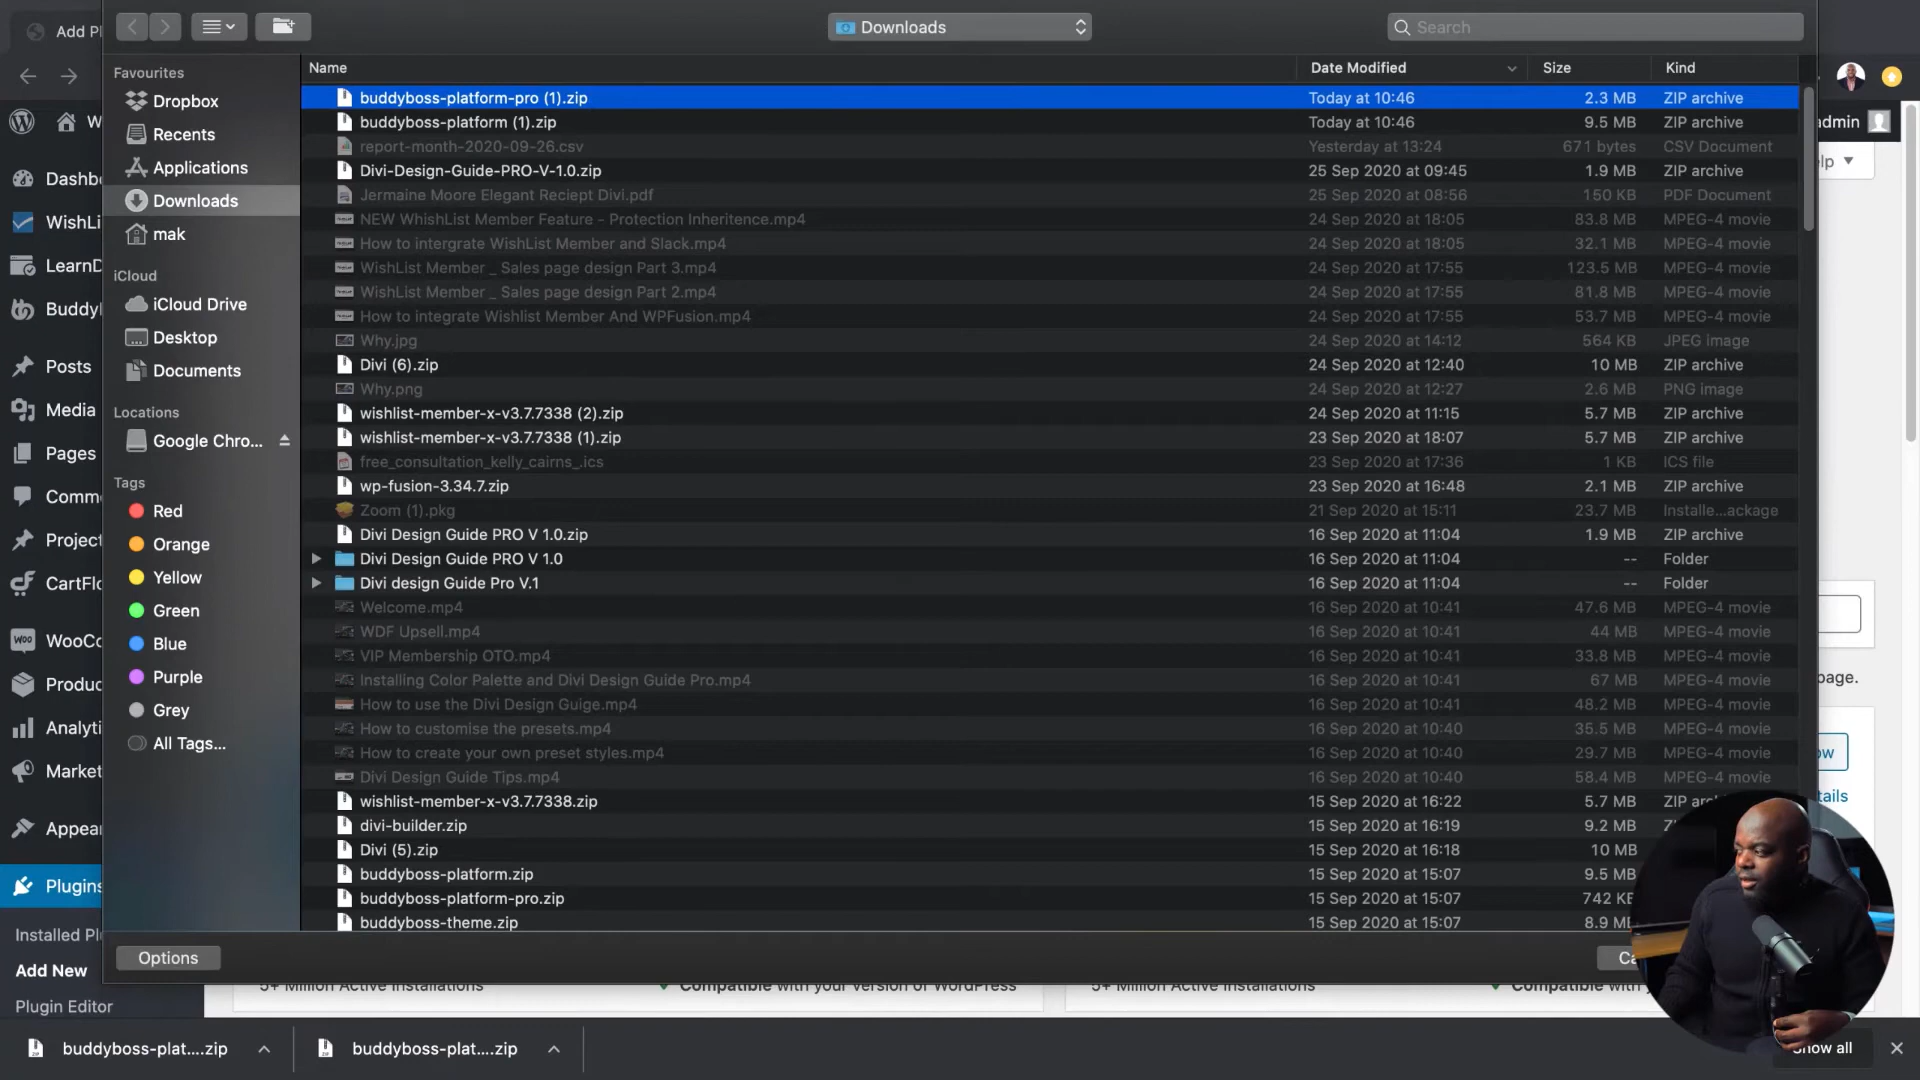 Add Pl
Downloads
Search
Favourites
Dropbox
Recents
Applications
Downloads
mak
iCloud
iCloud Drive
Desktop
Documents
Locations
Google Chro...
Tags
Red
Orange
Yellow
Green
Blue
Purple
Grey
All Tags...
Name Date Modified Size Kind
buddyboss-platform-pro (1).zip Today at 10:46 2.3 MB ZIP archive
buddyboss-platform (1).zip Today at 10:46 9.5 MB ZIP archive
report-month-2020-09-26.csv Yesterday at 13:24 671 bytes CSV Document
Divi-Design-Guide-PRO-V-1.0.zip 25 Sep 2020 at 09:45 1.9 MB ZIP archive
Jermaine Moore Elegant Reciept Divi.pdf 25 Sep 2020 at 08:56 150 KB PDF Document
NEW WhishList Member Feature - Protection Inheritence.mp4 24 Sep 2020 at 18:05 83.8 MB MPEG-4 movie
How to intergrate WishList Member and Slack.mp4 24 Sep 2020 at 18:05 32.1 MB MPEG-4 movie
WishList Member _ Sales page design Part 3.mp4 24 Sep 2020 at 17:55 123.5 MB MPEG-4 movie
WishList Member _ Sales page design Part 2.mp4 24 Sep 2020 at 17:55 81.8 MB MPEG-4 movie
How to integrate Wishlist Member And WPFusion.mp4 24 Sep 2020 at 17:55 53.7 MB MPEG-4 movie
Why.jpg 24 Sep 2020 at 14:12 564 KB JPEG image
Divi (6).zip 24 Sep 2020 at 12:40 10 MB ZIP archive
Why.png 24 Sep 2020 at 12:27 2.6 MB PNG image
wishlist-member-x-v3.7.7338 (2).zip 24 Sep 2020 at 11:15 5.7 MB ZIP archive
wishlist-member-x-v3.7.7338 (1).zip 23 Sep 2020 at 18:07 5.7 MB ZIP archive
free_consultation_kelly_cairns_.ics 23 Sep 2020 at 17:36 1 KB ICS file
wp-fusion-3.34.7.zip 23 Sep 2020 at 16:48 2.1 MB ZIP archive
Zoom (1).pkg 21 Sep 2020 at 15:11 23.7 MB Installe...ackage
Divi Design Guide PRO V 1.0.zip 16 Sep 2020 at 11:04 1.9 MB ZIP archive
Divi Design Guide PRO V 1.0 16 Sep 2020 at 11:04 -- Folder
Divi design Guide Pro V.1 16 Sep 2020 at 11:04 -- Folder
Welcome.mp4 16 Sep 2020 at 10:41 47.6 MB MPEG-4 movie
WDF Upsell.mp4 16 Sep 2020 at 10:41 44 MB MPEG-4 movie
VIP Membership OTO.mp4 16 Sep 2020 at 10:41 33.8 MB MPEG-4 movie
Installing Color Palette and Divi Design Guide Pro.mp4 16 Sep 2020 at 10:41 67 MB MPEG-4 movie
How to use the Divi Design Guige.mp4 16 Sep 2020 at 10:41 48.2 MB MPEG-4 movie
How to customise the presets.mp4 16 Sep 2020 at 10:40 35.5 MB MPEG-4 movie
How to create your own preset styles.mp4 16 Sep 2020 at 10:40 29.7 MB MPEG-4 movie
Divi Design Guide Tips.mp4 16 Sep 2020 at 10:40 58.4 MB MPEG-4 movie
wishlist-member-x-v3.7.7338.zip 15 Sep 2020 at 16:22 5.7 MB ZIP ar
divi-builder.zip 15 Sep 2020 at 16:19 9.2 MB
Divi (5).zip 15 Sep 2020 at 16:18 10 MB
buddyboss-platform.zip 15 Sep 2020 at 15:07 9.5 MB
buddyboss-platform-pro.zip 15 Sep 2020 at 15:07 742 KB
buddyboss-theme.zip 15 Sep 2020 at 15:07 8.9 M
Options
Ca
W
Dashb
WishLi
LearnD
Buddyl
Posts
Media
Pages
Comm
Project
CartFlo
WooCo
Produc
Analyti
Market
Appear
Plugins
Installed Pl
Add New
Plugin Editor
dmin
lp
page.
ow
tails
5+ Million Active Installations
Compatible with your version of WordPress
5+ Million Active Installations
Compatible with y
buddyboss-plat....zip
buddyboss-plat....zip
Show all